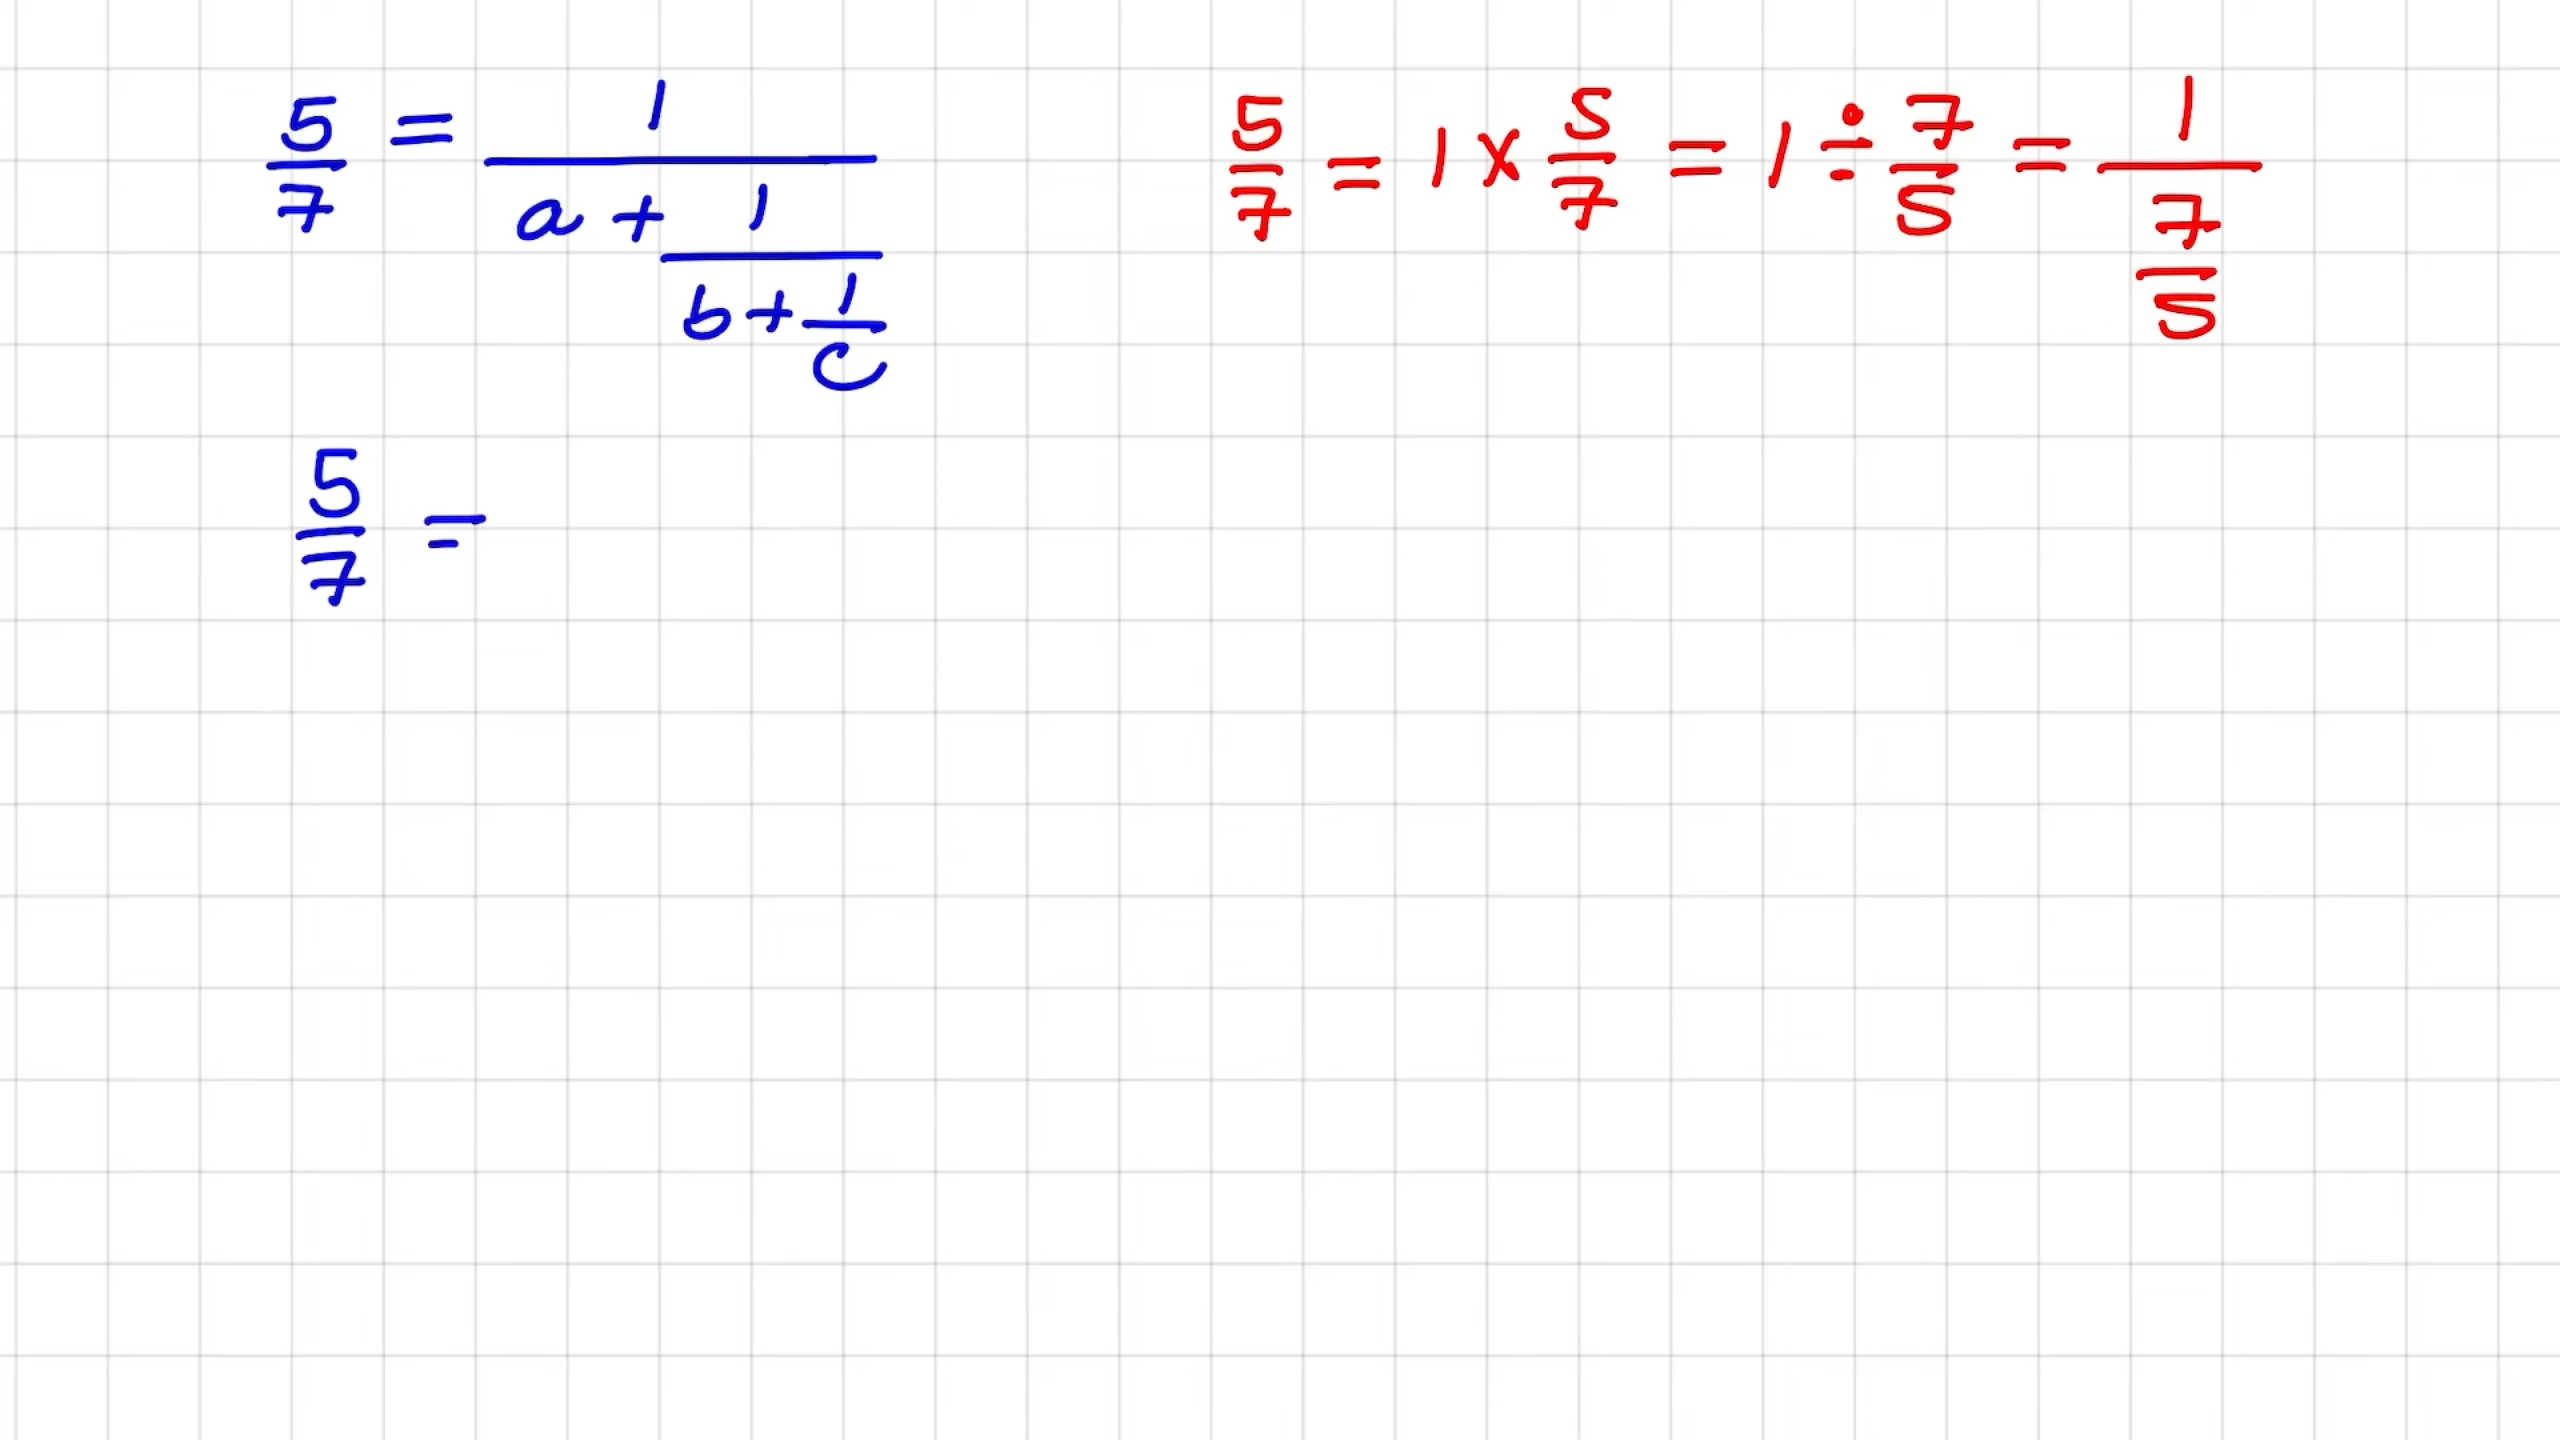 5/7 = 1/(a + 1/(b + 1/c))
5/7 = 1 × 5/7 = 1 ÷ 7/5 = 1/(7/5)
5/7 =